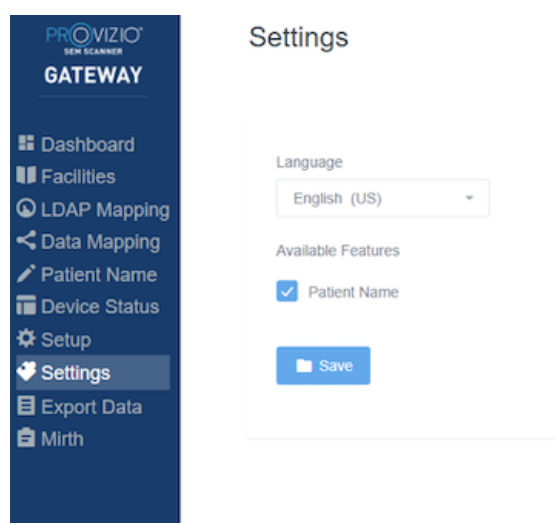 PROVIZIO®
SEM SCANNER
GATEWAY
Dashboard
Facilities
LDAP Mapping
Data Mapping
Patient Name
Device Status
Setup
Settings
Export Data
Mirth
Settings
Language
English (US)
Available Features
Patient Name
Save